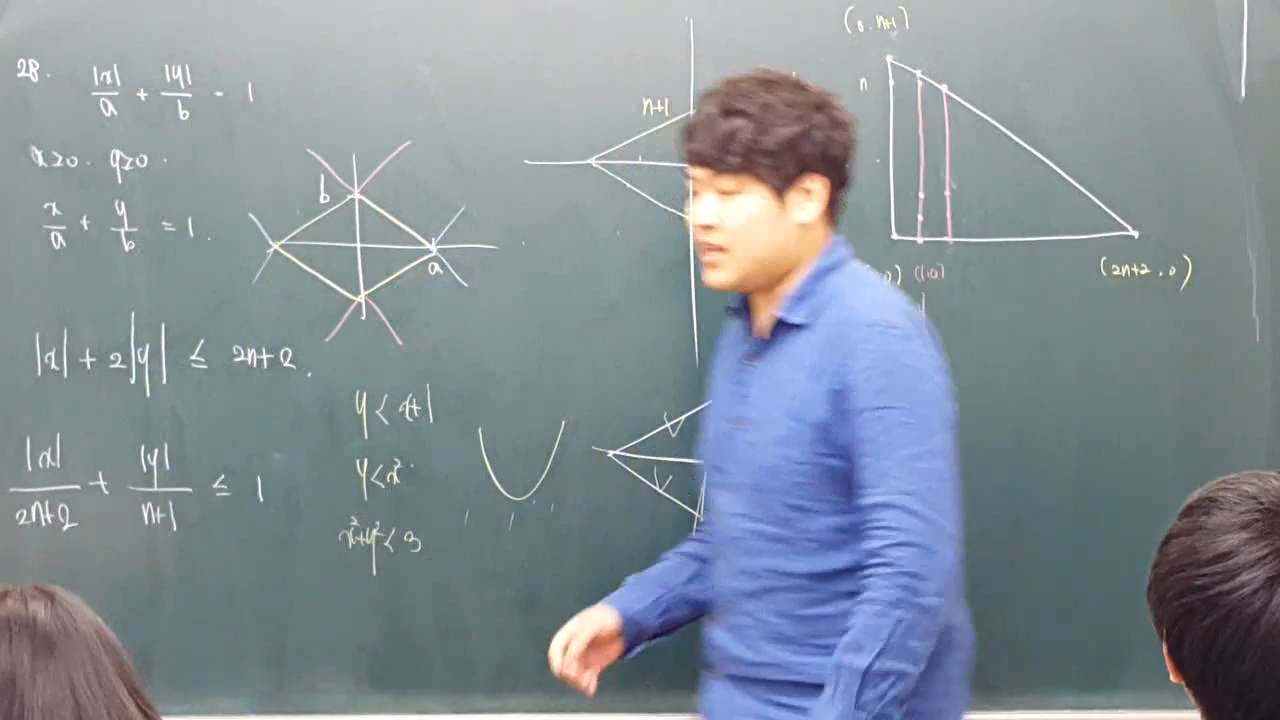 28.
|x|/a + |y|/b = 1
x≥0. y≥0.
x/a + y/b = 1.
b
a
|x| + 2|y| ≤ 2n+2.
|x|/2n+2 + |y|/n+1 ≤ 1
y < x+1
y < x².
x²+y² < 3
n+1
(0, n+1)
n
0) (1,0)
(2n+2, 0)